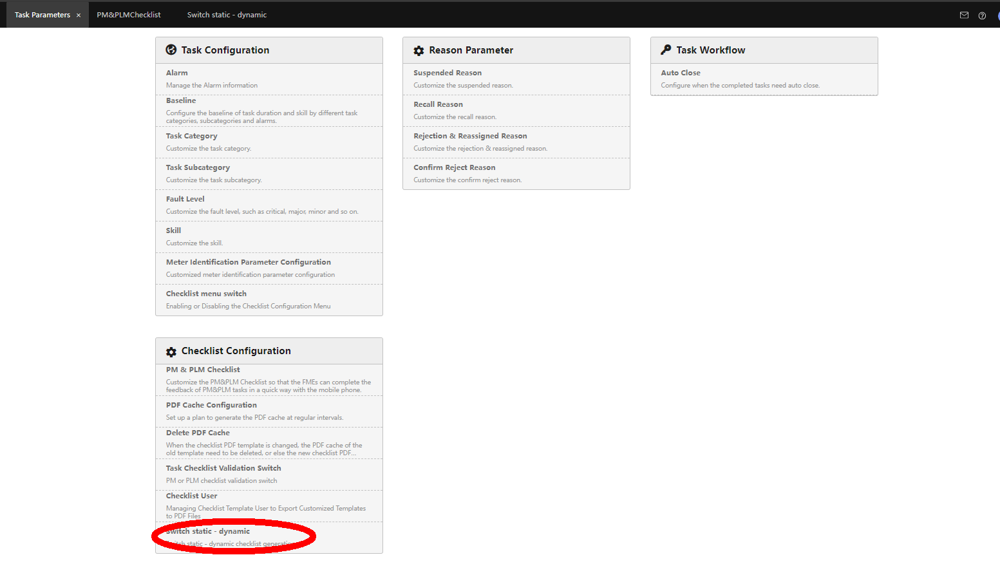 Task Parameters ×
PM&PLMChecklist
Switch static - dynamic
Task Configuration
Alarm
Manage the Alarm information
Baseline
Configure the baseline of task duration and skill by different task
categories, subcategories and alarms.
Task Category
Customize the task category.
Task Subcategory
Customize the task subcategory.
Fault Level
Customize the fault level, such as critical, major, minor and so on.
Skill
Customize the skill.
Meter Identification Parameter Configuration
Customized meter identification parameter configuration
Checklist menu switch
Enabling or Disabling the Checklist Configuration Menu
Reason Parameter
Suspended Reason
Customize the suspended reason.
Recall Reason
Customize the recall reason.
Rejection & Reassigned Reason
Customize the rejection & reassigned reason.
Confirm Reject Reason
Customize the confirm reject reason.
Task Workflow
Auto Close
Configure when the completed tasks need auto close.
Checklist Configuration
PM & PLM Checklist
Customize the PM&PLM Checklist so that the FMEs can complete the
feedback of PM&PLM tasks in a quick way with the mobile phone.
PDF Cache Configuration
Set up a plan to generate the PDF cache at regular intervals.
Delete PDF Cache
When the checklist PDF template is changed, the PDF cache of the
old template need to be deleted, or else the new checklist PDF...
Task Checklist Validation Switch
PM or PLM checklist validation switch
Checklist User
Managing Checklist Template User to Export Customized Templates
to PDF Files
Switch static - dynamic
Switch static - dynamic checklist generation